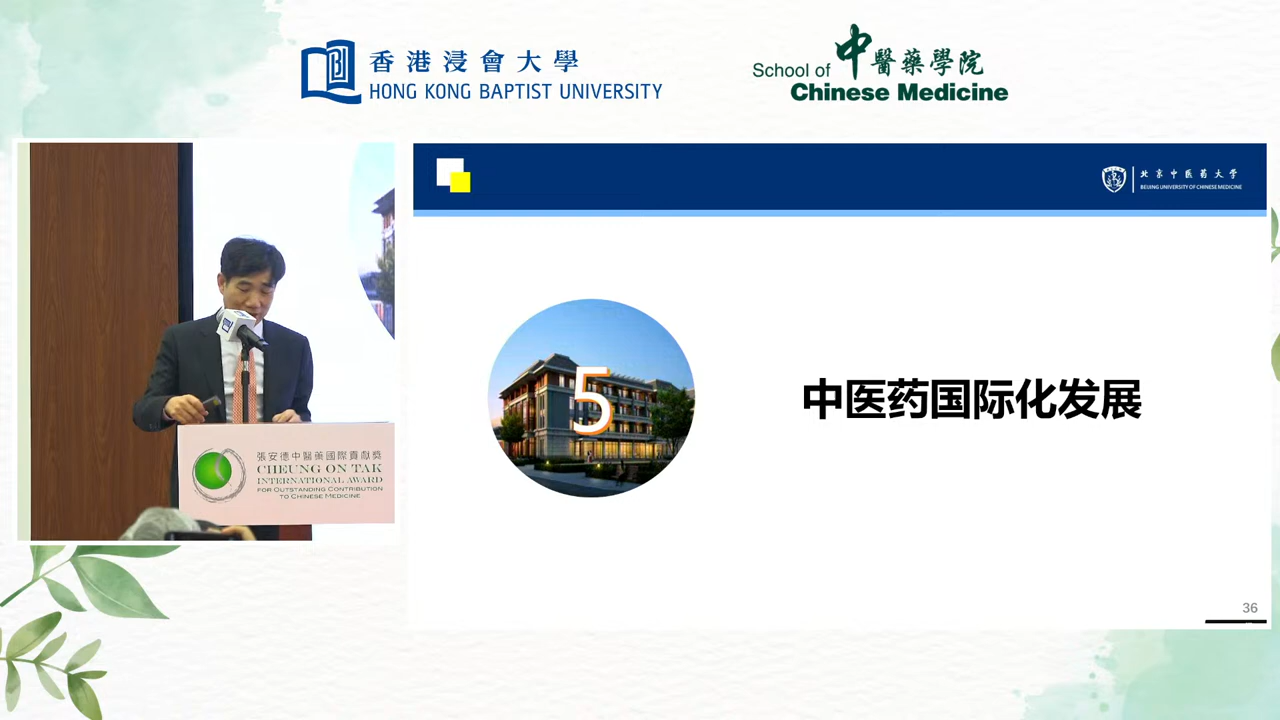 香港浸會大學
HONG KONG BAPTIST UNIVERSITY
School of 中醫藥學院
Chinese Medicine
北京中医药大学
BEIJING UNIVERSITY OF CHINESE MEDICINE
5
中医药国际化发展
36
張安德中醫藥國際貢獻獎
CHEUNG ON TAK
INTERNATIONAL AWARD
FOR OUTSTANDING CONTRIBUTION
TO CHINESE MEDICINE